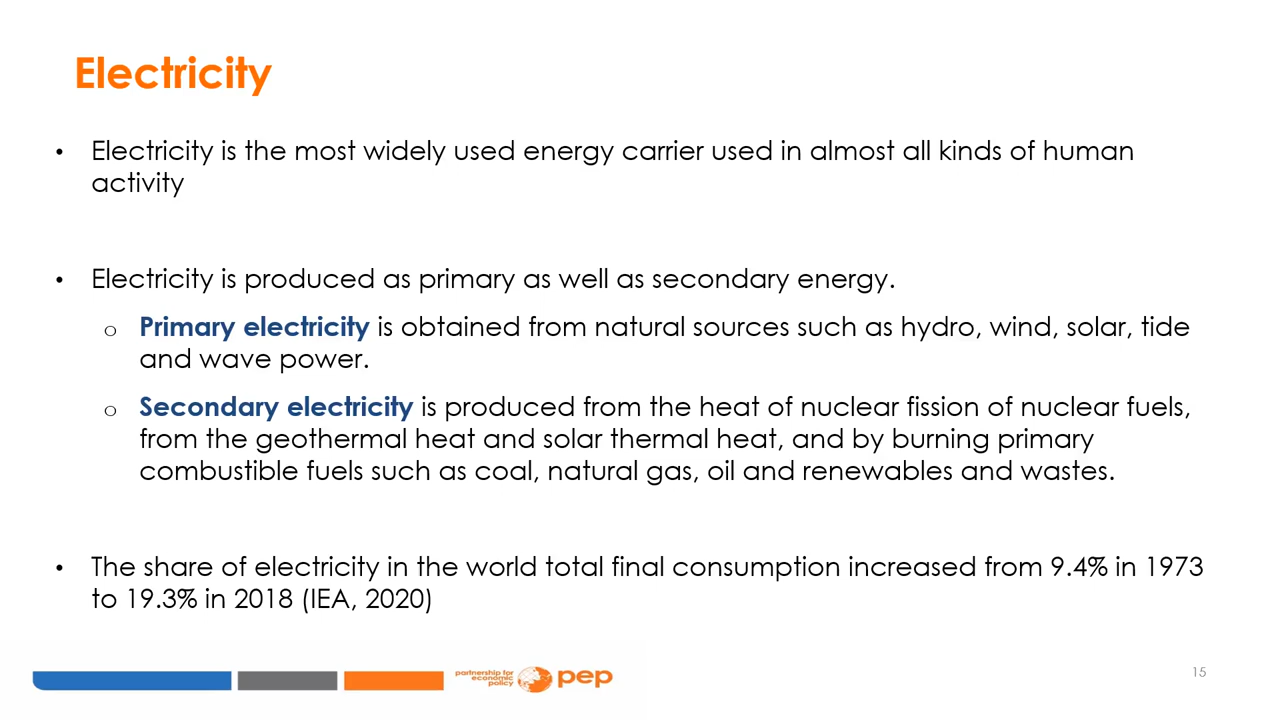 Electricity
• Electricity is the most widely used energy carrier used in almost all kinds of human
activity
• Electricity is produced as primary as well as secondary energy.
o Primary electricity is obtained from natural sources such as hydro, wind, solar, tide
and wave power.
o Secondary electricity is produced from the heat of nuclear fission of nuclear fuels,
from the geothermal heat and solar thermal heat, and by burning primary
combustible fuels such as coal, natural gas, oil and renewables and wastes.
• The share of electricity in the world total final consumption increased from 9.4% in 1973
to 19.3% in 2018 (IEA, 2020)
partnership for
economic
policy
pep
15